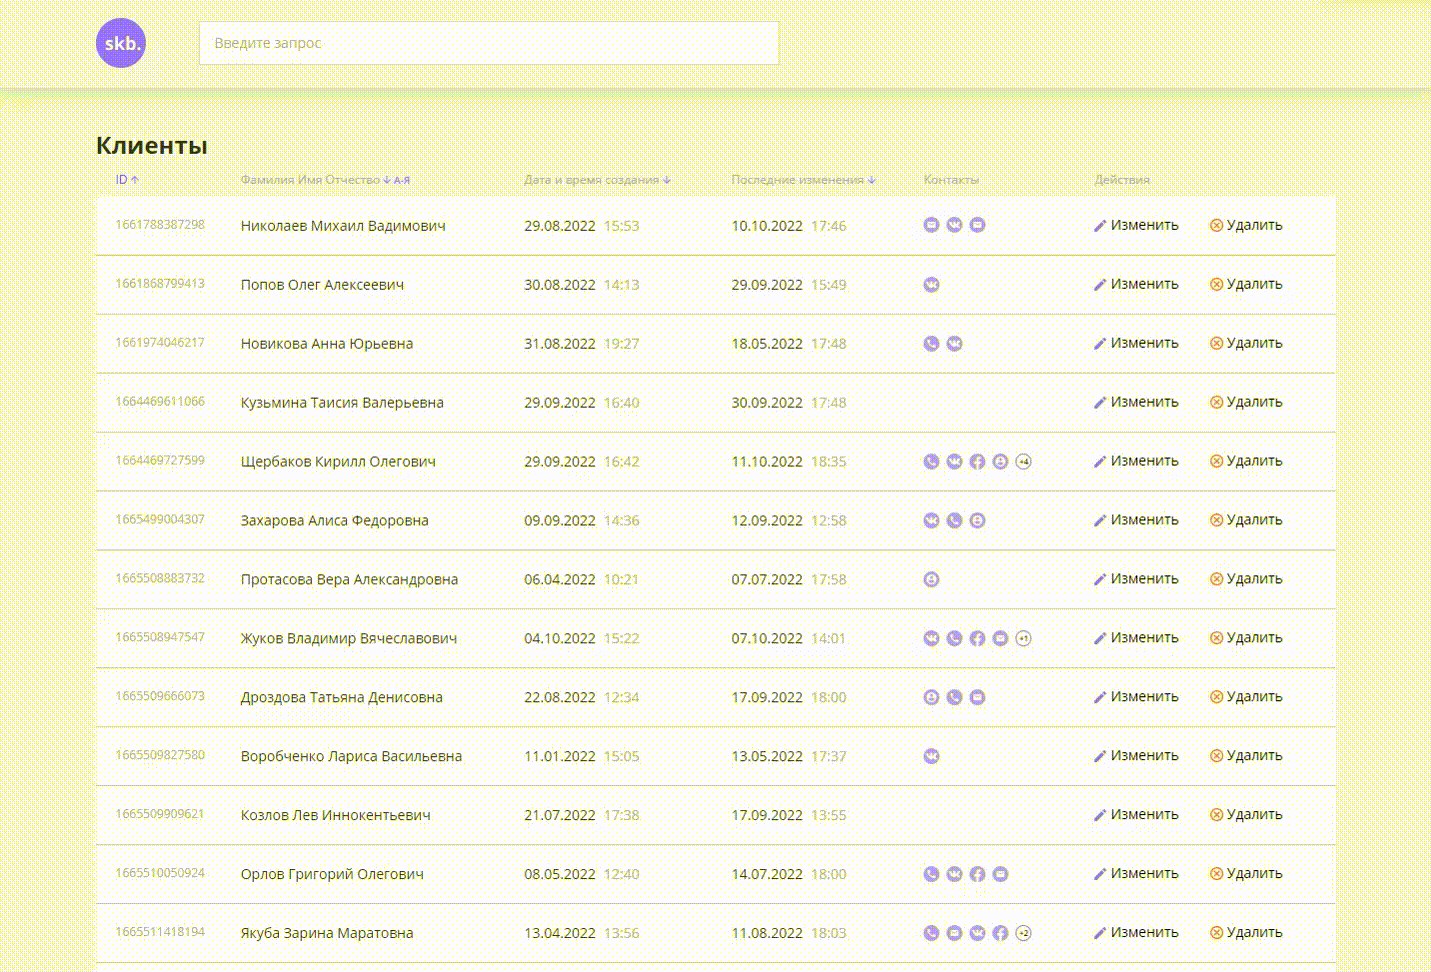 skb.
Введите запрос
Клиенты
ID Фамилия Имя Отчество А-Я Дата и время создания Последние изменения Контакты Действия
1661788387298 Николаев Михаил Вадимович 29.08.2022 15:53 10.10.2022 17:46 Изменить Удалить
1661868799413 Попов Олег Алексеевич 30.08.2022 14:13 29.09.2022 15:49 Изменить Удалить
1661974046217 Новикова Анна Юрьевна 31.08.2022 19:27 18.05.2022 17:48 Изменить Удалить
1664469611066 Кузьмина Таисия Валерьевна 29.09.2022 16:40 30.09.2022 17:48 Изменить Удалить
1664469727599 Щербаков Кирилл Олегович 29.09.2022 16:42 11.10.2022 18:35 +4 Изменить Удалить
1665499004307 Захарова Алиса Федоровна 09.09.2022 14:36 12.09.2022 12:58 Изменить Удалить
1665508883732 Протасова Вера Александровна 06.04.2022 10:21 07.07.2022 17:58 Изменить Удалить
1665508947547 Жуков Владимир Вячеславович 04.10.2022 15:22 07.10.2022 14:01 +1 Изменить Удалить
1665509666073 Дроздова Татьяна Денисовна 22.08.2022 12:34 17.09.2022 18:00 Изменить Удалить
1665509827580 Воробченко Лариса Васильевна 11.01.2022 15:05 13.05.2022 17:37 Изменить Удалить
1665509909621 Козлов Лев Иннокентьевич 21.07.2022 17:38 17.09.2022 13:55 Изменить Удалить
1665510050924 Орлов Григорий Олегович 08.05.2022 12:40 14.07.2022 18:00 Изменить Удалить
1665511418194 Якуба Зарина Маратовна 13.04.2022 13:56 11.08.2022 18:03 +2 Изменить Удалить